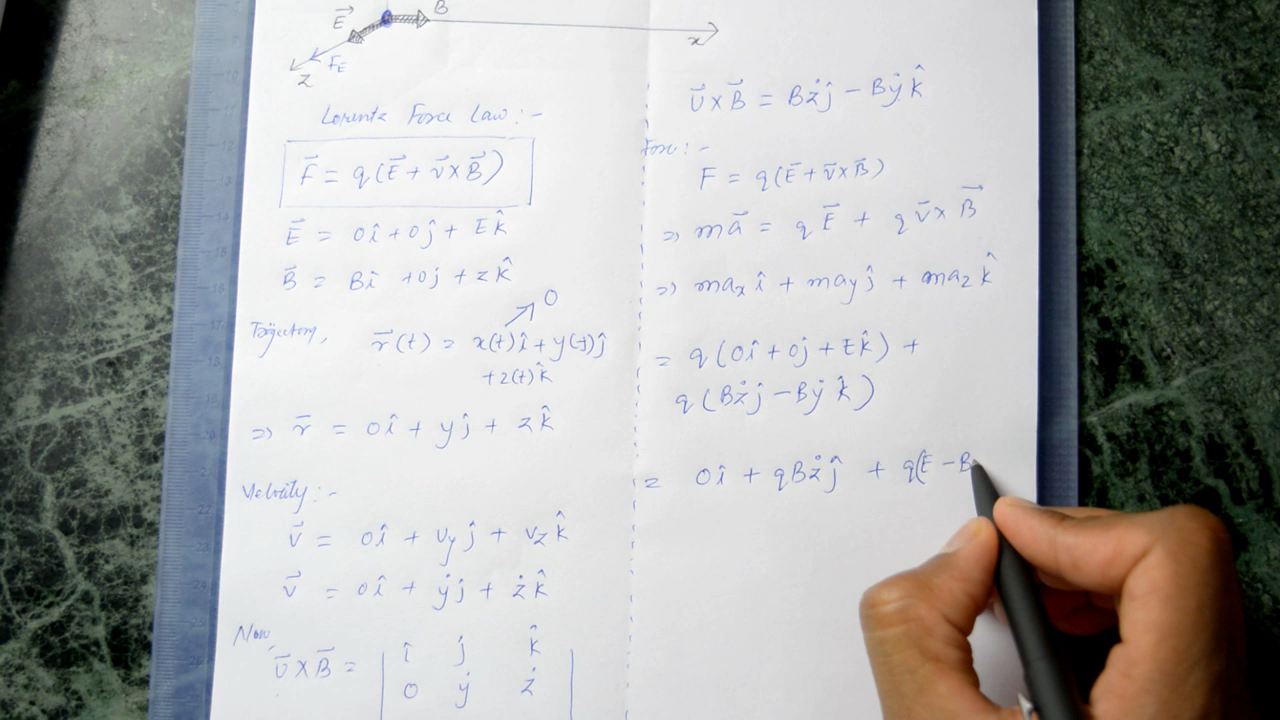 E⃗ B
x
F_E
z
Lorentz Force Law :-
F⃗ = q(E⃗ + v⃗×B⃗)
E⃗ = 0î + 0ĵ + Ek̂
B⃗ = Bî + 0j + zk̂
0
Trajectory, r⃗(t) = x(t)î + y(t)ĵ
+ z(t)k̂
⇒ r⃗ = 0î + yĵ + zk̂
Velocity :-
v⃗ = 0î + v_y ĵ + v_z k̂
v⃗ = 0î + ẏĵ + żk̂
Now,
v⃗×B⃗ = | î ĵ k̂ |
0 ẏ ż
v⃗×B⃗ = Bżĵ − Bẏk̂
Force :-
F = q(E⃗ + v⃗×B⃗)
⇒ ma⃗ = qE⃗ + qv⃗×B⃗
⇒ ma_x î + ma_y ĵ + ma_z k̂
= q(0î + 0j + Ek̂) +
q(Bżĵ − Bẏk̂)
= 0î + qBżĵ + q(E − B